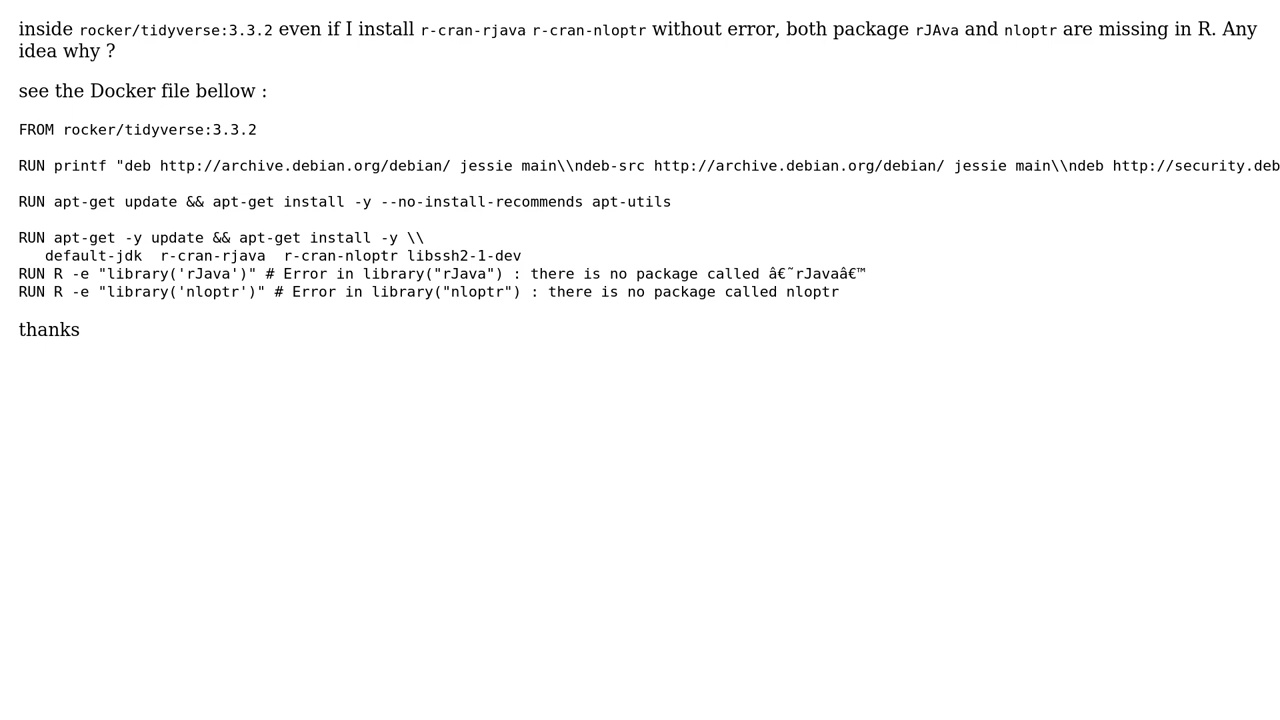 inside rocker/tidyverse:3.3.2 even if I install r-cran-rjava r-cran-nloptr without error, both package rJAva and nloptr are missing in R. Any
idea why ?
see the Docker file bellow :
FROM rocker/tidyverse:3.3.2
RUN printf "deb http://archive.debian.org/debian/ jessie main\\ndeb-src http://archive.debian.org/debian/ jessie main\\ndeb http://security.deb
RUN apt-get update && apt-get install -y --no-install-recommends apt-utils
RUN apt-get -y update && apt-get install -y \\
   default-jdk  r-cran-rjava  r-cran-nloptr libssh2-1-dev
RUN R -e "library('rJava')" # Error in library("rJava") : there is no package called â€˜rJavaâ€™
RUN R -e "library('nloptr')" # Error in library("nloptr") : there is no package called nloptr
thanks